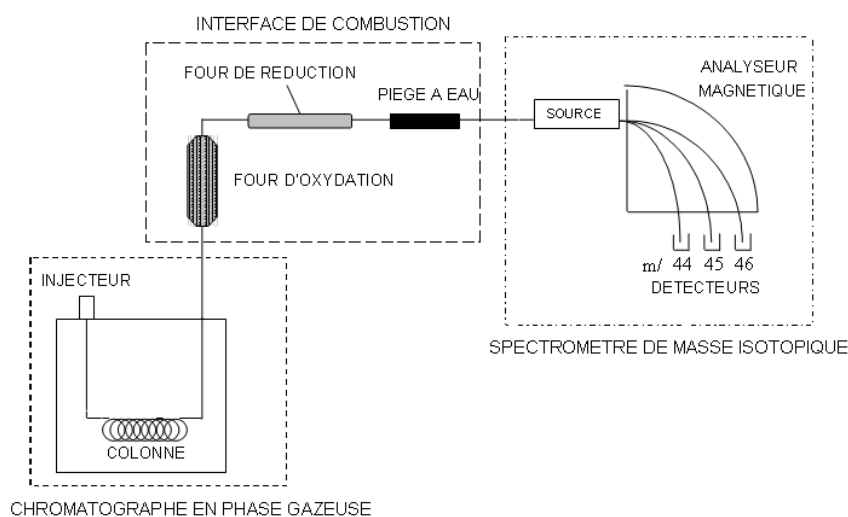 INTERFACE DE COMBUSTION
FOUR DE REDUCTION
PIEGE A EAU
FOUR D'OXYDATION
ANALYSEUR
MAGNETIQUE
SOURCE
m/ 44 45 46
DETECTEURS
SPECTROMETRE DE MASSE ISOTOPIQUE
INJECTEUR
COLONNE
CHROMATOGRAPHE EN PHASE GAZEUSE